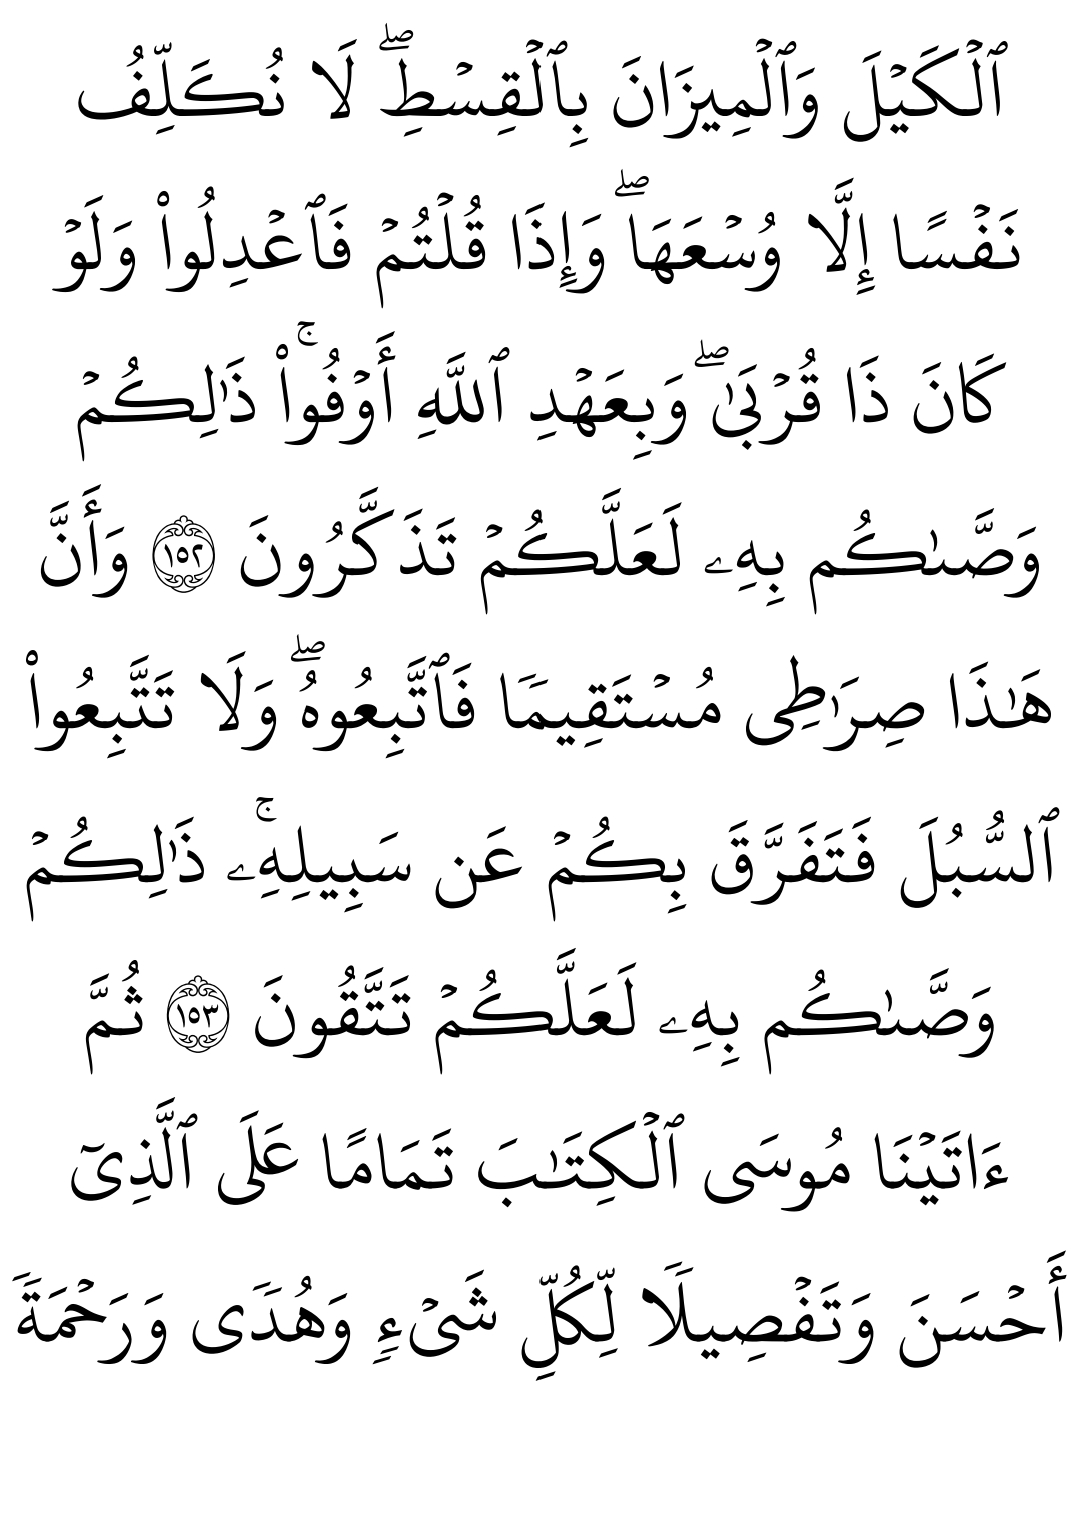 ٱلۡكَيۡلَ وَٱلۡمِيزَانَ بِٱلۡقِسۡطِۖ لَا نُكَلِّفُ
نَفۡسًا إِلَّا وُسۡعَهَاۖ وَإِذَا قُلۡتُمۡ فَٱعۡدِلُواْ وَلَوۡ
كَانَ ذَا قُرۡبَىٰۖ وَبِعَهۡدِ ٱللَّهِ أَوۡفُواْۚ ذَٰلِكُمۡ
وَصَّىٰكُم بِهِۦ لَعَلَّكُمۡ تَذَكَّرُونَ ١٥٢ وَأَنَّ
هَٰذَا صِرَٰطِي مُسۡتَقِيمٗا فَٱتَّبِعُوهُۖ وَلَا تَتَّبِعُواْ
ٱلسُّبُلَ فَتَفَرَّقَ بِكُمۡ عَن سَبِيلِهِۦۚ ذَٰلِكُمۡ
وَصَّىٰكُم بِهِۦ لَعَلَّكُمۡ تَتَّقُونَ ١٥٣ ثُمَّ
ءَاتَيۡنَا مُوسَى ٱلۡكِتَٰبَ تَمَامًا عَلَى ٱلَّذِيٓ
أَحۡسَنَ وَتَفۡصِيلٗا لِّكُلِّ شَيۡءٖ وَهُدٗى وَرَحۡمَةٗ